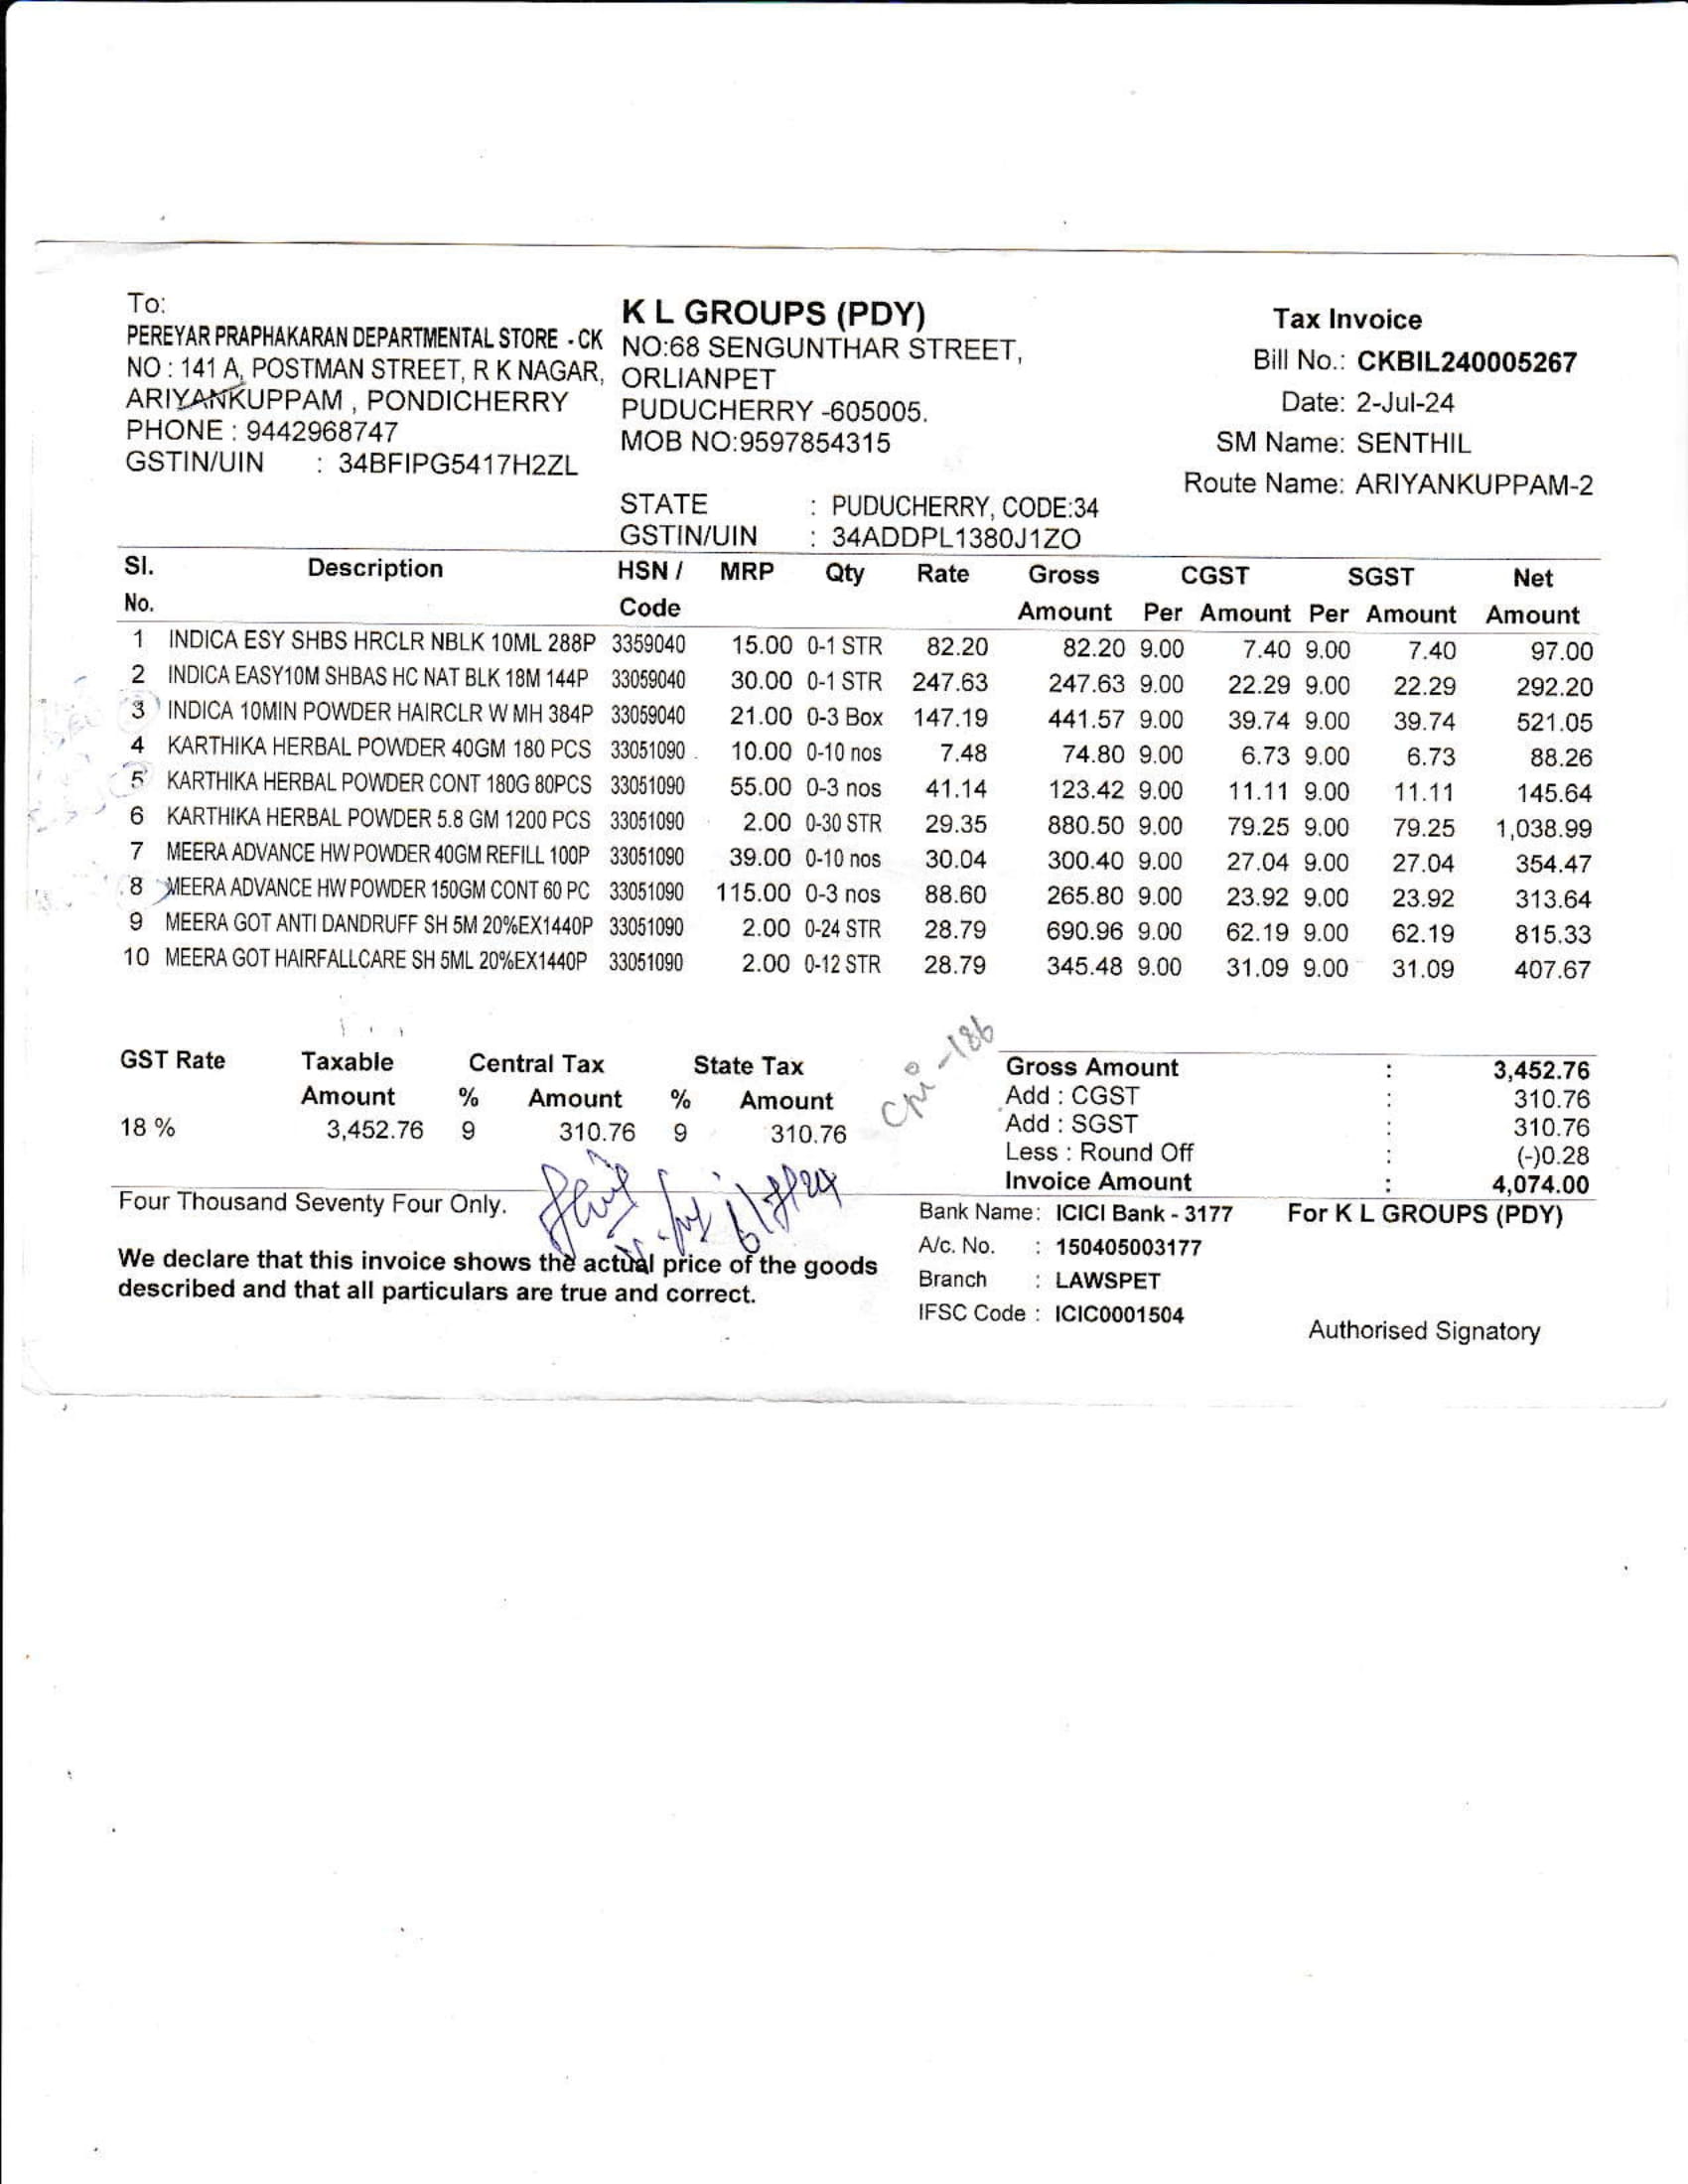 To:
PEREYAR PRAPHAKARAN DEPARTMENTAL STORE - CK
NO : 141 A, POSTMAN STREET, R K NAGAR,
ARIYANKUPPAM , PONDICHERRY
PHONE : 9442968747
GSTIN/UIN : 34BFIPG5417H2ZL
K L GROUPS (PDY)
NO:68 SENGUNTHAR STREET,
ORLIANPET
PUDUCHERRY -605005.
MOB NO:9597854315
STATE : PUDUCHERRY, CODE:34
GSTIN/UIN : 34ADDPL1380J1ZO
Tax Invoice
Bill No.: CKBIL240005267
Date: 2-Jul-24
SM Name: SENTHIL
Route Name: ARIYANKUPPAM-2
Sl. Description HSN / MRP Qty Rate Gross CGST SGST Net
No. Code Amount Per Amount Per Amount Amount
1 INDICA ESY SHBS HRCLR NBLK 10ML 288P 3359040 15.00 0-1 STR 82.20 82.20 9.00 7.40 9.00 7.40 97.00
2 INDICA EASY10M SHBAS HC NAT BLK 18M 144P 33059040 30.00 0-1 STR 247.63 247.63 9.00 22.29 9.00 22.29 292.20
3 INDICA 10MIN POWDER HAIRCLR W MH 384P 33059040 21.00 0-3 Box 147.19 441.57 9.00 39.74 9.00 39.74 521.05
4 KARTHIKA HERBAL POWDER 40GM 180 PCS 33051090 10.00 0-10 nos 7.48 74.80 9.00 6.73 9.00 6.73 88.26
5 KARTHIKA HERBAL POWDER CONT 180G 80PCS 33051090 55.00 0-3 nos 41.14 123.42 9.00 11.11 9.00 11.11 145.64
6 KARTHIKA HERBAL POWDER 5.8 GM 1200 PCS 33051090 2.00 0-30 STR 29.35 880.50 9.00 79.25 9.00 79.25 1,038.99
7 MEERA ADVANCE HW POWDER 40GM REFILL 100P 33051090 39.00 0-10 nos 30.04 300.40 9.00 27.04 9.00 27.04 354.47
8 MEERA ADVANCE HW POWDER 150GM CONT 60 PC 33051090 115.00 0-3 nos 88.60 265.80 9.00 23.92 9.00 23.92 313.64
9 MEERA GOT ANTI DANDRUFF SH 5M 20%EX1440P 33051090 2.00 0-24 STR 28.79 690.96 9.00 62.19 9.00 62.19 815.33
10 MEERA GOT HAIRFALLCARE SH 5ML 20%EX1440P 33051090 2.00 0-12 STR 28.79 345.48 9.00 31.09 9.00 31.09 407.67
GST Rate Taxable Central Tax State Tax
Amount % Amount % Amount
18 % 3,452.76 9 310.76 9 310.76
-186
Gross Amount : 3,452.76
Add : CGST : 310.76
Add : SGST : 310.76
Less : Round Off : (-)0.28
Invoice Amount : 4,074.00
Four Thousand Seventy Four Only.
6/7/24
We declare that this invoice shows the actual price of the goods
described and that all particulars are true and correct.
Bank Name: ICICI Bank - 3177
A/c. No. : 150405003177
Branch : LAWSPET
IFSC Code : ICIC0001504
For K L GROUPS (PDY)
Authorised Signatory